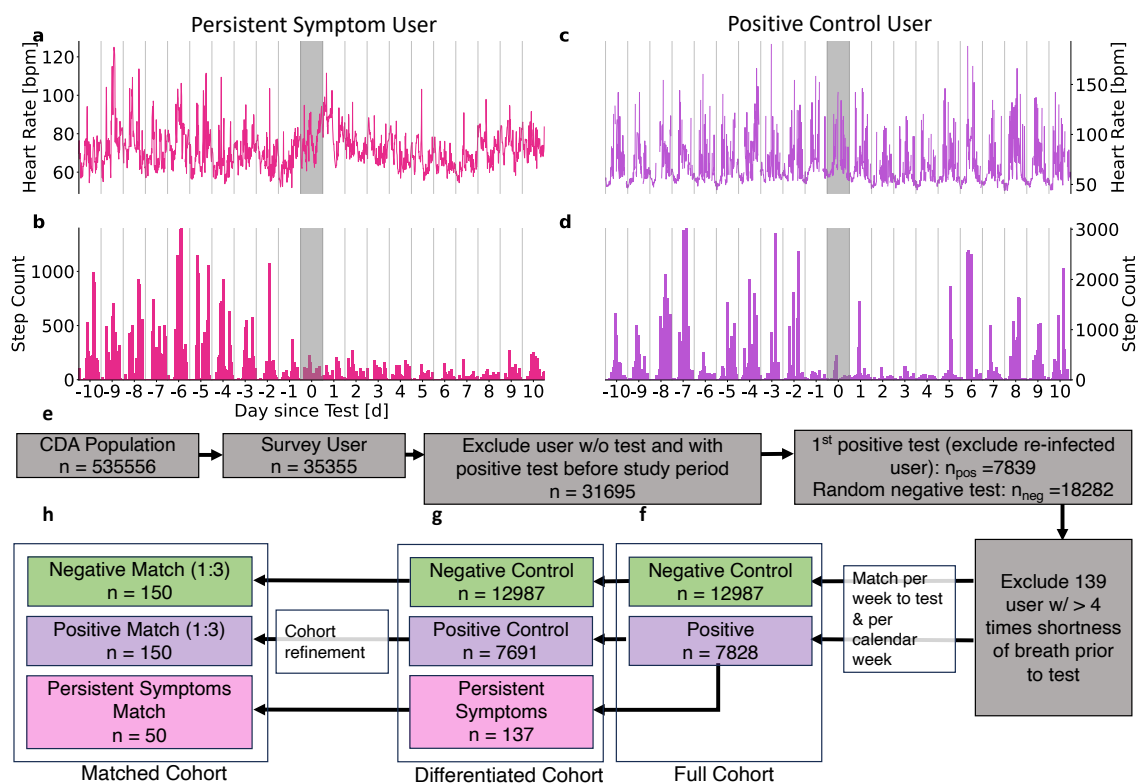 Persistent Symptom User
Positive Control User
a
120
100
80
60
Heart Rate [bpm]
c
150
100
50
Heart Rate [bpm]
b
1000
500
0
Step Count
d
3000
2000
1000
0
Step Count
-10 -9 -8 -7 -6 -5 -4 -3 -2 -1 0 1 2 3 4 5 6 7 8 9 10
Day since Test [d]
-10 -9 -8 -7 -6 -5 -4 -3 -2 -1 0 1 2 3 4 5 6 7 8 9 10
e
CDA Population
n = 535556
Survey User
n = 35355
Exclude user w/o test and with
positive test before study period
n = 31695
1st positive test (exclude re-infected
user): npos =7839
Random negative test: nneg =18282
h
g
f
Negative Match (1:3)
n = 150
Positive Match (1:3)
n = 150
Persistent Symptoms
Match
n = 50
Matched Cohort
Cohort
refinement
Negative Control
n = 12987
Positive Control
n = 7691
Persistent
Symptoms
n = 137
Differentiated Cohort
Negative Control
n = 12987
Positive
n = 7828
Full Cohort
Match per
week to test
& per
calendar
week
Exclude 139
user w/ > 4
times shortness
of breath prior
to test